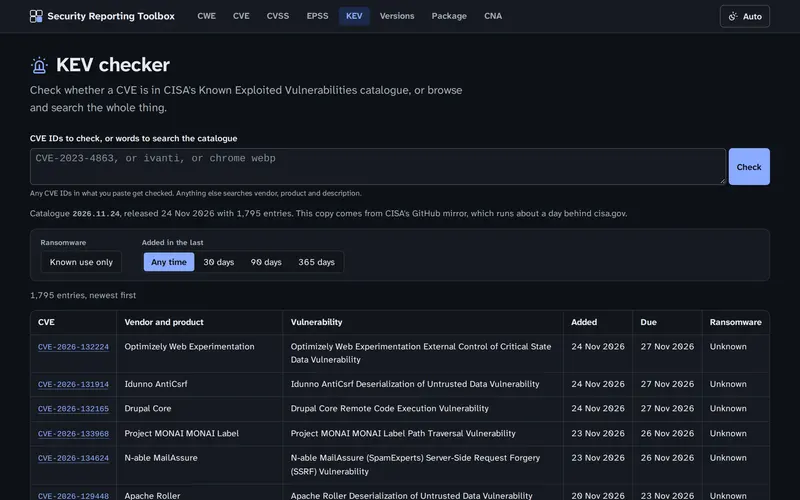 Security Reporting Toolbox CWE CVE CVSS EPSS KEV Versions Package CNA Auto
KEV checker
Check whether a CVE is in CISA's Known Exploited Vulnerabilities catalogue, or browse
and search the whole thing.
CVE IDs to check, or words to search the catalogue
CVE-2023-4863, or ivanti, or chrome webp
Check
Any CVE IDs in what you paste get checked. Anything else searches vendor, product and description.
Catalogue 2026.11.24, released 24 Nov 2026 with 1,795 entries. This copy comes from CISA's GitHub mirror, which runs about a day behind cisa.gov.
Ransomware Added in the last
Known use only Any time 30 days 90 days 365 days
1,795 entries, newest first
CVE Vendor and product Vulnerability Added Due Ransomware
CVE-2026-132224 Optimizely Web Experimentation Optimizely Web Experimentation External Control of Critical State 24 Nov 2026 27 Nov 2026 Unknown
Data Vulnerability
CVE-2026-131914 Idunno AntiCsrf Idunno AntiCsrf Deserialization of Untrusted Data Vulnerability 24 Nov 2026 27 Nov 2026 Unknown
CVE-2026-132165 Drupal Core Drupal Core Remote Code Execution Vulnerability 24 Nov 2026 27 Nov 2026 Unknown
CVE-2026-133968 Project MONAI MONAI Label Project MONAI MONAI Label Path Traversal Vulnerability 23 Nov 2026 26 Nov 2026 Unknown
CVE-2026-134624 N-able MailAssure N-able MailAssure (SpamExperts) Server-Side Request Forgery 23 Nov 2026 26 Nov 2026 Unknown
(SSRF) Vulnerability
CVE-2026-129448 Apache Roller Apache Roller Deserialization of Untrusted Data Vulnerability 20 Nov 2026 23 Nov 2026 Unknown